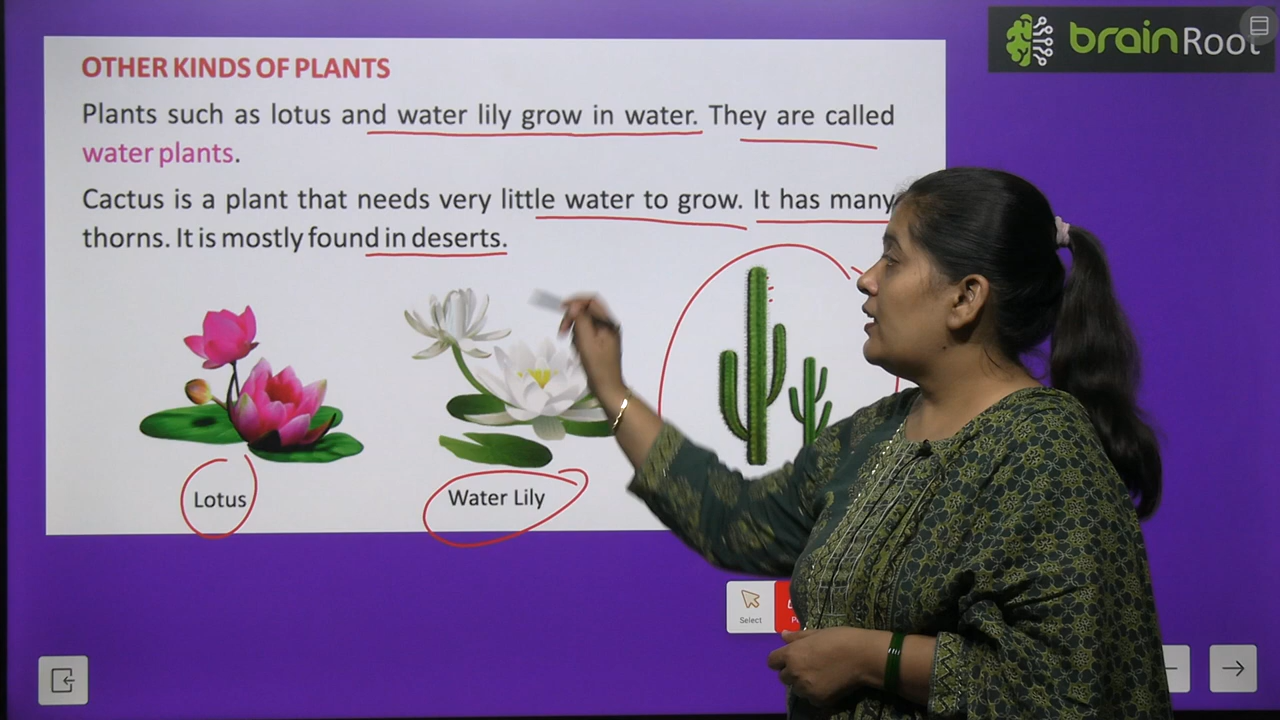 brainRoot
OTHER KINDS OF PLANTS
Plants such as lotus and water lily grow in water. They are called
water plants.
Cactus is a plant that needs very little water to grow. It has many
thorns. It is mostly found in deserts.
Lotus
Water Lily
Select